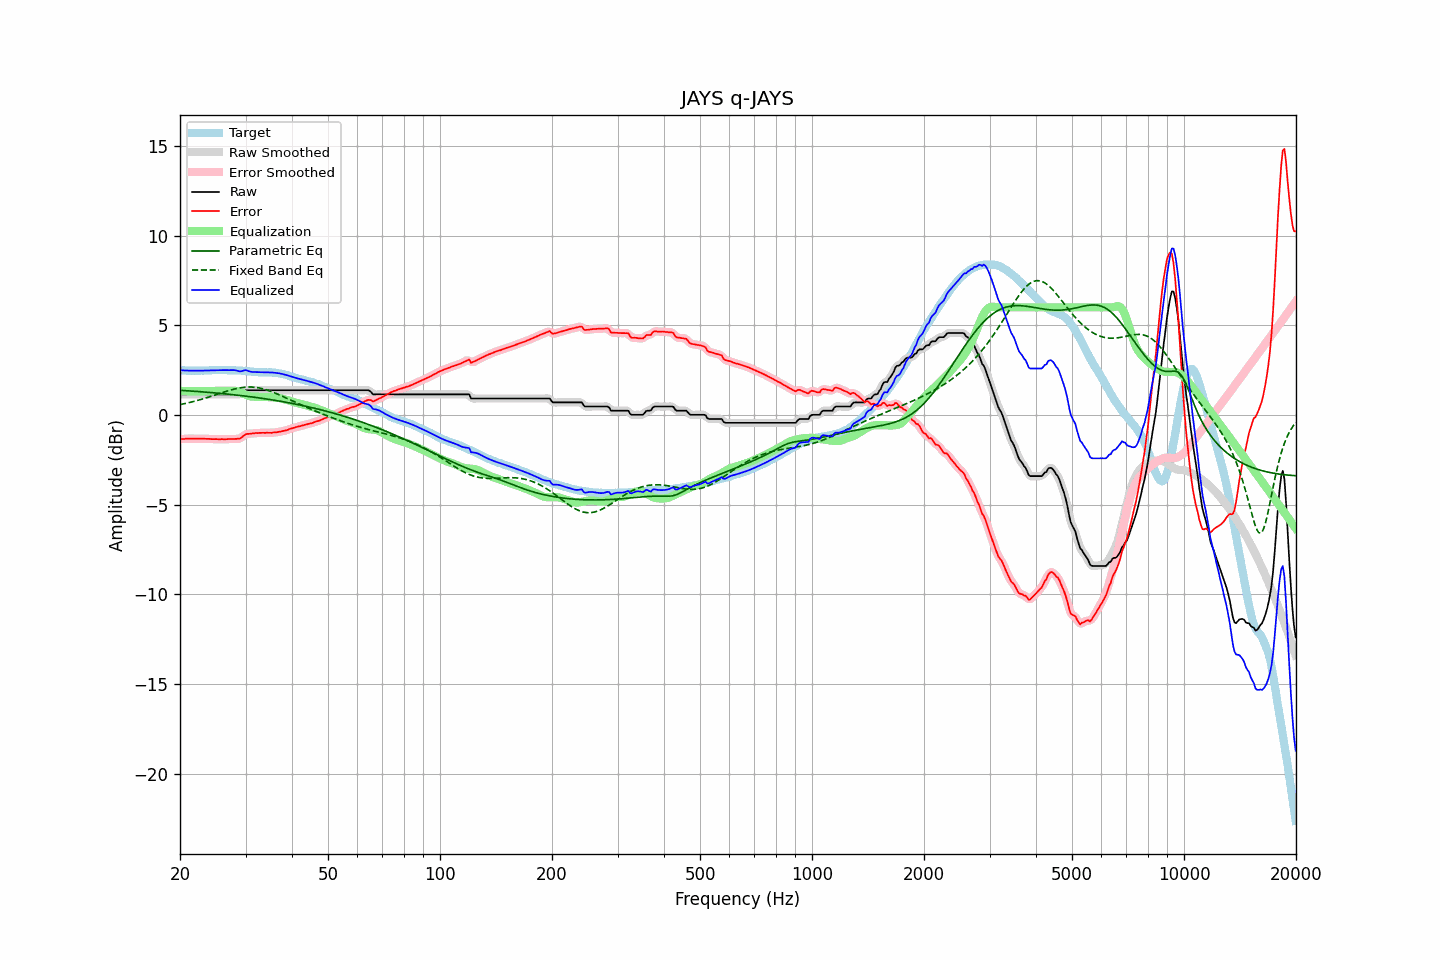 JAYS q-JAYS
Target
Raw Smoothed
Error Smoothed
Raw
Error
Equalization
Parametric Eq
Fixed Band Eq
Equalized
15
10
5
0
−5
−10
−15
−20
Amplitude (dBr)
20
50
100
200
500
1000
2000
5000
10000
20000
Frequency (Hz)